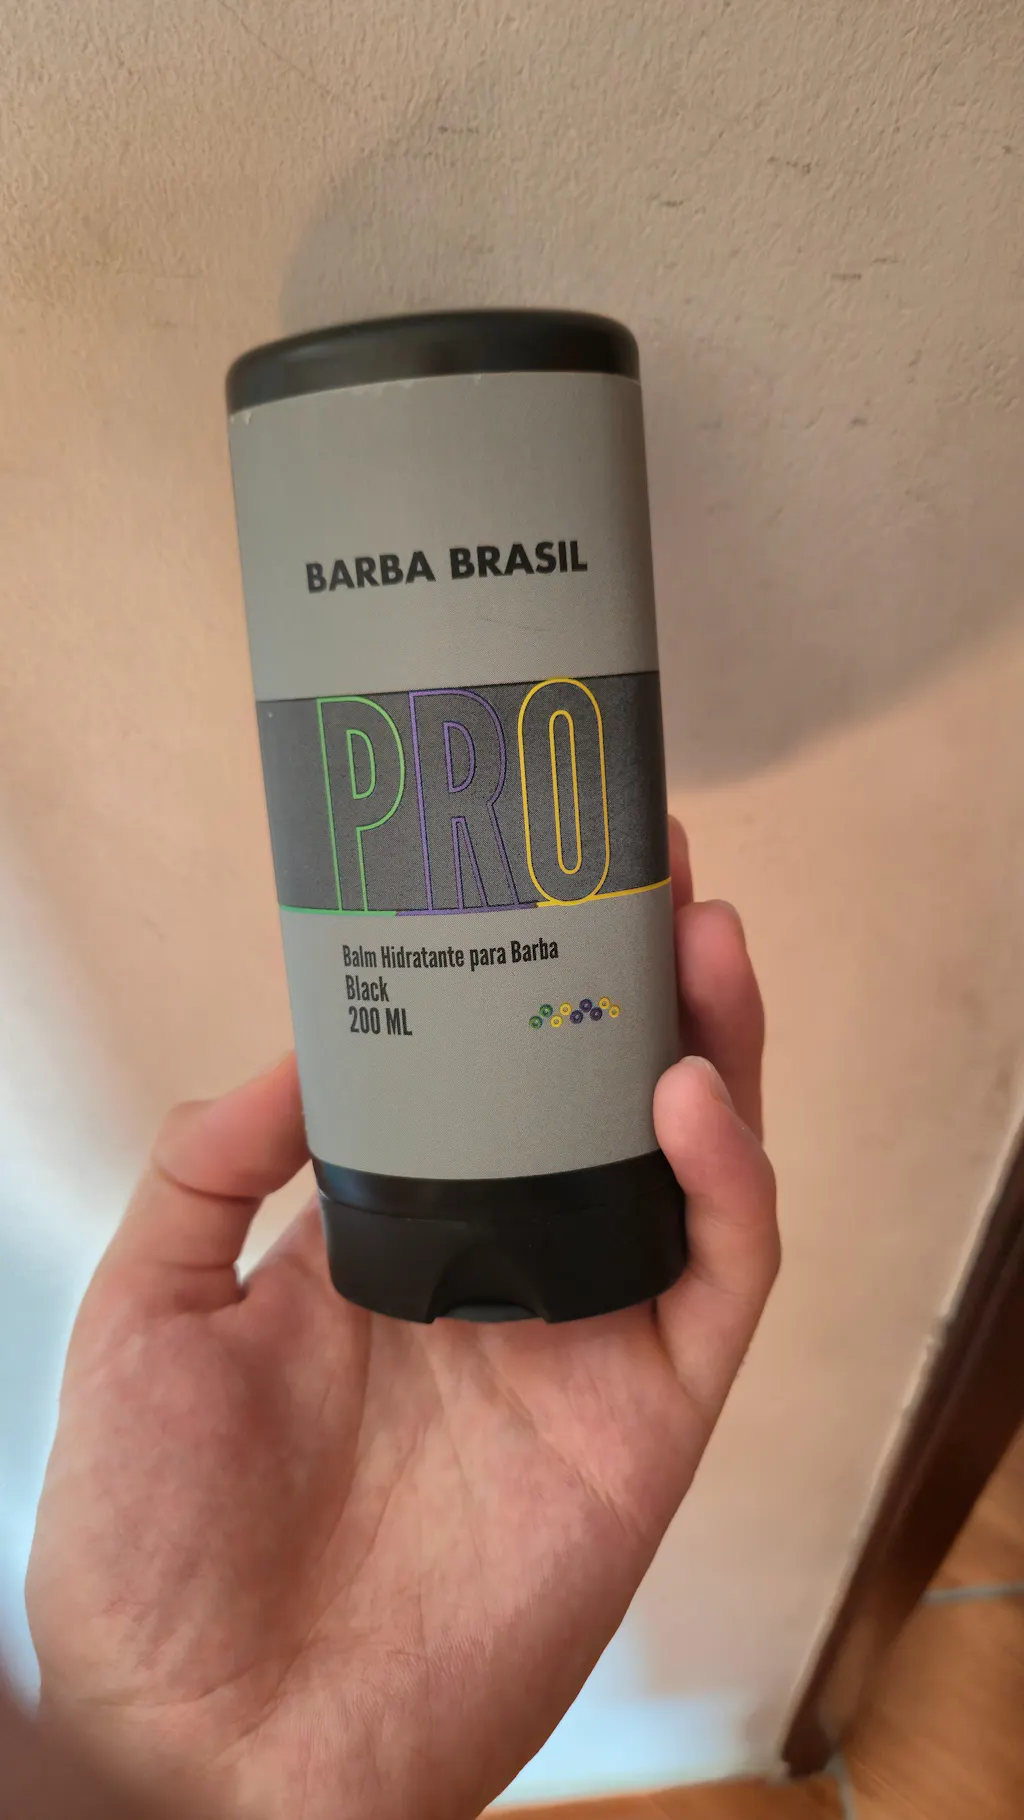 BARBA BRASIL
PRO
Balm Hidratante para Barba
Black
200 ML